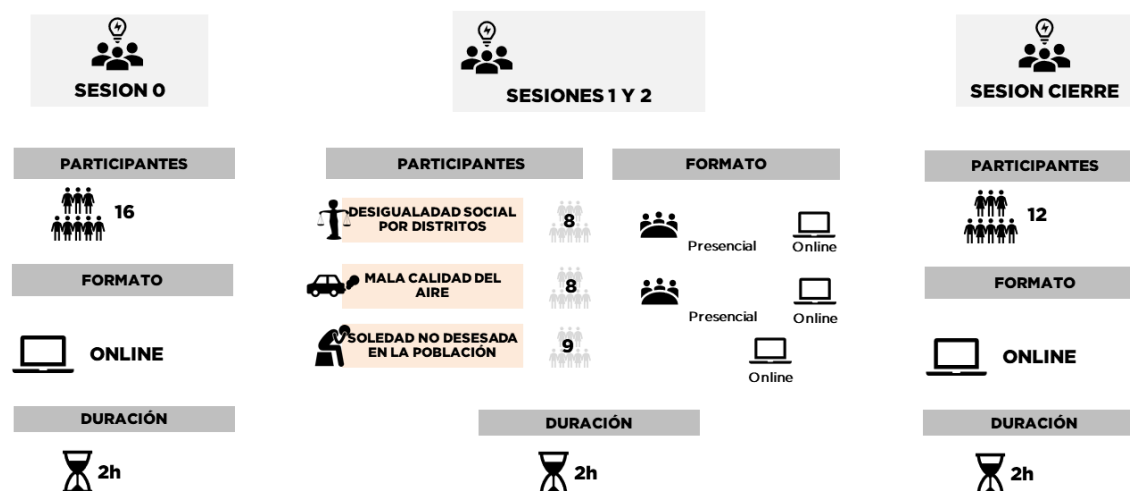 SESION 0
PARTICIPANTES
16
FORMATO
ONLINE
DURACIÓN
2h
SESIONES 1 Y 2
PARTICIPANTES
DESIGUALADAD SOCIAL
POR DISTRITOS
8
MALA CALIDAD DEL
AIRE
8
SOLEDAD NO DESESADA
EN LA POBLACIÓN
9
FORMATO
Presencial
Online
Presencial
Online
Online
DURACIÓN
2h
SESION CIERRE
PARTICIPANTES
12
FORMATO
ONLINE
DURACIÓN
2h